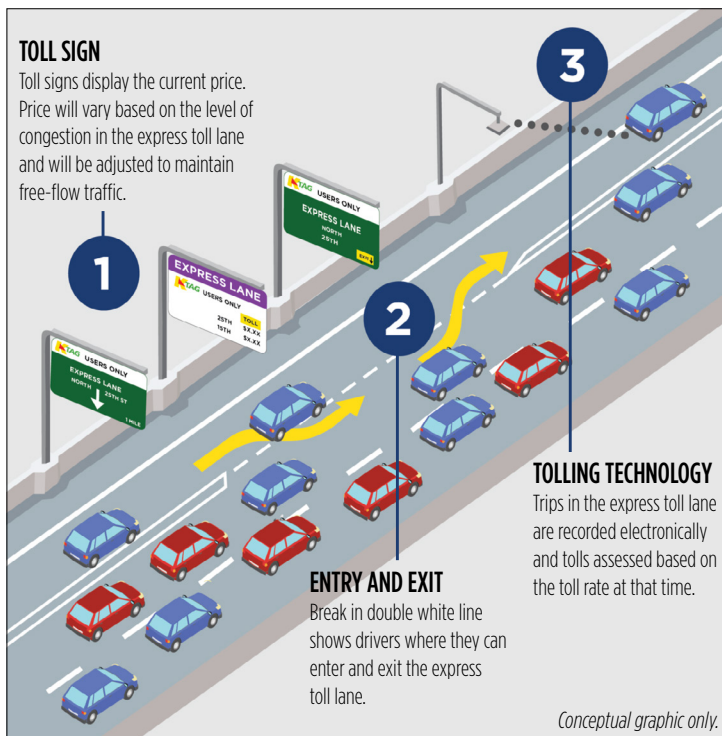 TOLL SIGN
Toll signs display the current price.
Price will vary based on the level of
congestion in the express toll lane
and will be adjusted to maintain
free-flow traffic.
1
KTAG USERS ONLY
EXPRESS LANE
NORTH 25TH ST
1 MILE
EXPRESS LANE
KTAG USERS ONLY
TOLL
25TH $X.XX
19TH $X.XX
KTAG USERS ONLY
EXPRESS LANE
NORTH
25TH
EXIT
2
ENTRY AND EXIT
Break in double white line
shows drivers where they can
enter and exit the express
toll lane.
3
TOLLING TECHNOLOGY
Trips in the express toll lane
are recorded electronically
and tolls assessed based on
the toll rate at that time.
Conceptual graphic only.